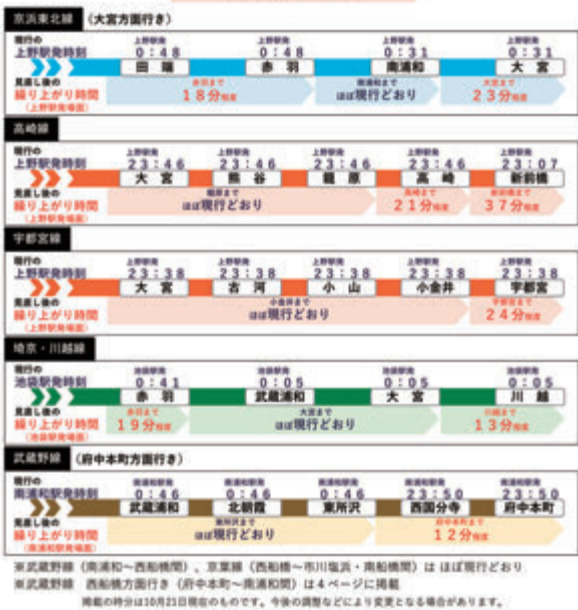 京浜東北線 (大宮方面行き)
現行の
上野駅発時刻
上野駅発 上野駅発 上野駅発 上野駅発
0:48 0:48 0:31 0:31
田端 赤羽 南浦和 大宮
見直し後の
繰り上がり時間
(上野駅発場面)
赤羽まで
18分程度
南浦和まで
ほぼ現行どおり
大宮まで
23分程度
高崎線
現行の
上野駅発時刻
上野駅発 上野駅発 上野駅発 上野駅発 上野駅発
23:46 23:46 23:46 23:46 23:07
大宮 熊谷 籠原 高崎 新前橋
見直し後の
繰り上がり時間
(上野駅発場面)
籠原まで
ほぼ現行どおり
高崎まで
21分程度
新前橋まで
37分程度
宇都宮線
現行の
上野駅発時刻
上野駅発 上野駅発 上野駅発 上野駅発 上野駅発
23:38 23:38 23:38 23:38 23:38
大宮 古河 小山 小金井 宇都宮
見直し後の
繰り上がり時間
(上野駅発場面)
小金井まで
ほぼ現行どおり
宇都宮まで
24分程度
埼京・川越線
現行の
池袋駅発時刻
池袋駅発 池袋駅発 池袋駅発 池袋駅発
0:41 0:05 0:05 0:05
赤羽 武蔵浦和 大宮 川越
見直し後の
繰り上がり時間
(池袋駅発場面)
赤羽まで
19分程度
大宮まで
ほぼ現行どおり
川越まで
13分程度
武蔵野線 (府中本町方面行き)
現行の
南浦和駅発時刻
南浦和駅発 南浦和駅発 南浦和駅発 南浦和駅発 南浦和駅発
0:46 0:46 0:46 23:50 23:50
武蔵浦和 北朝霞 東所沢 西国分寺 府中本町
見直し後の
繰り上がり時間
(南浦和駅発場面)
東所沢まで
ほぼ現行どおり
府中本町まで
12分程度
※武蔵野線(南浦和~西船橋間)、京葉線(西船橋~市川塩浜・南船橋間)は ほぼ現行どおり
※武蔵野線 西船橋方面行き(府中本町~南浦和間)は4ページに掲載
掲載の時分は10月21日現在のものです。今後の調整などにより変更となる場合があります。